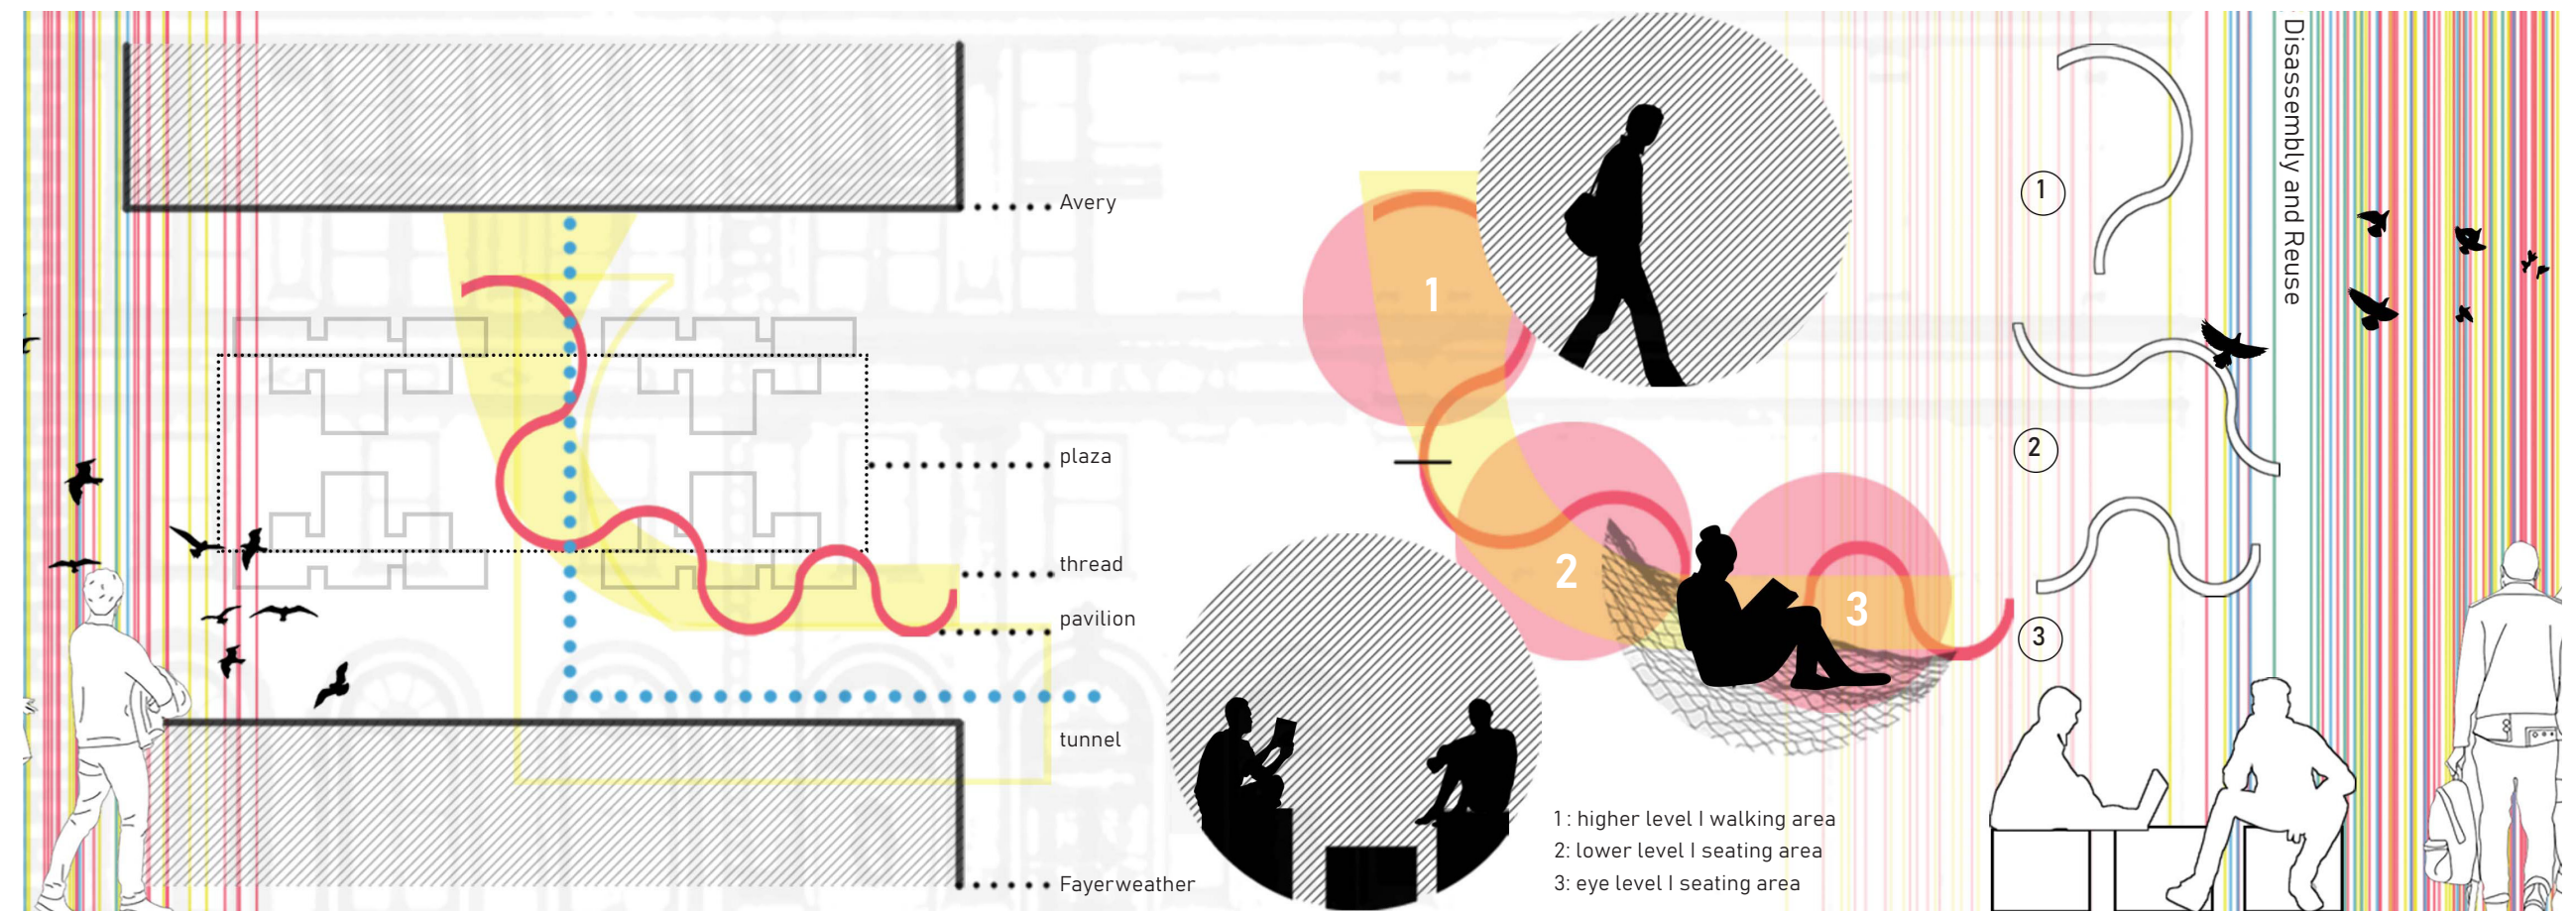 Avery
plaza
thread
pavilion
tunnel
Fayerweather
1
2
3
1: higher level I walking area
2: lower level I seating area
3: eye level I seating area
1
2
3
Disassembly and Reuse